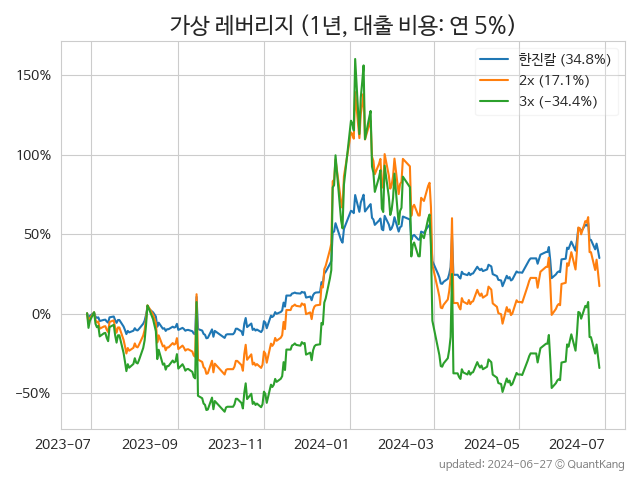 가상 레버리지 (1년, 대출 비용: 연 5%)
한진칼 (34.8%)
2x (17.1%)
3x (−34.4%)
150%
100%
50%
0%
−50%
2023−07 2023−09 2023−11 2024−01 2024−03 2024−05 2024−07
updated: 2024−06−27 © QuantKang